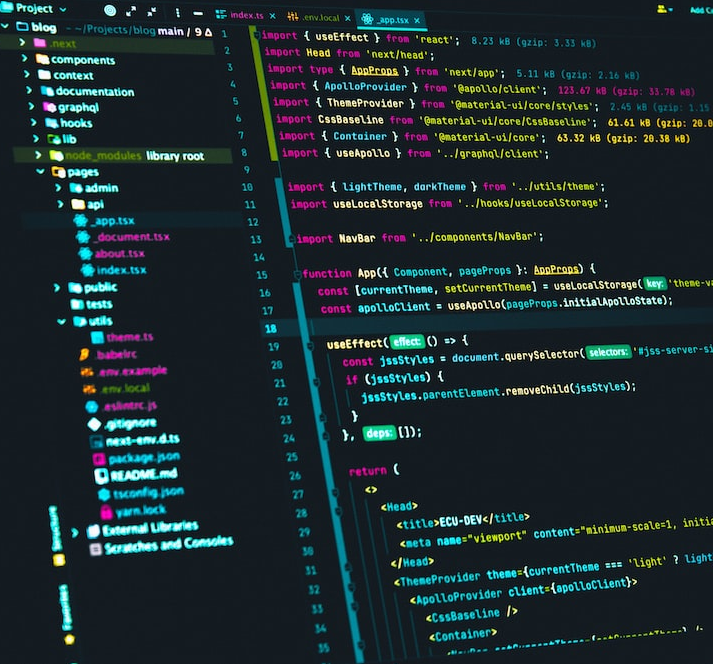 Project
blog ~/Projects/blog main / 9 Δ
.next
components
context
documentation
graphql
hooks
lib
node_modules library root
pages
admin
api
_app.tsx
_document.tsx
about.tsx
index.tsx
public
tests
utils
theme.ts
.babelrc
.env.example
.env.local
.eslintrc.js
.gitignore
next-env.d.ts
package.json
README.md
tsconfig.json
yarn.lock
External Libraries
Scratches and Consoles
Structure
Favorites
index.ts × .env.local × _app.tsx ×
Add Co
1 import { useEffect } from 'react'; 8.23 kB (gzip: 3.33 kB)
2 import Head from 'next/head';
3 import type { AppProps } from 'next/app'; 5.11 kB (gzip: 2.16 kB)
4 import { ApolloProvider } from '@apollo/client'; 123.67 kB (gzip: 33.78 kB)
5 import { ThemeProvider } from '@material-ui/core/styles'; 2.45 kB (gzip: 1.15
6 import CssBaseline from '@material-ui/core/CssBaseline'; 61.61 kB (gzip: 20.0
7 import { Container } from '@material-ui/core'; 63.32 kB (gzip: 20.38 kB)
8 import { useApollo } from '../graphql/client';
9
10 import { lightTheme, darkTheme } from '../utils/theme';
11 import useLocalStorage from '../hooks/useLocalStorage';
12
13 import NavBar from '../components/NavBar';
14
15 function App({ Component, pageProps }: AppProps) {
16 const [currentTheme, setCurrentTheme] = useLocalStorage( key: 'theme-va
17 const apolloClient = useApollo(pageProps.initialApolloState);
18
19 useEffect( effect: () => {
20 const jssStyles = document.querySelector( selectors: '#jss-server-si
21 if (jssStyles) {
22 jssStyles.parentElement.removeChild(jssStyles);
23 }
24 }, deps: []);
25
26 return (
27 <>
28 <Head>
29 <title>ECU-DEV</title>
30 <meta name="viewport" content="minimum-scale=1, initia
31 </Head>
32 <ThemeProvider theme={currentTheme === 'light' ? light
33 <ApolloProvider client={apolloClient}>
34 <CssBaseline />
35 <Container>